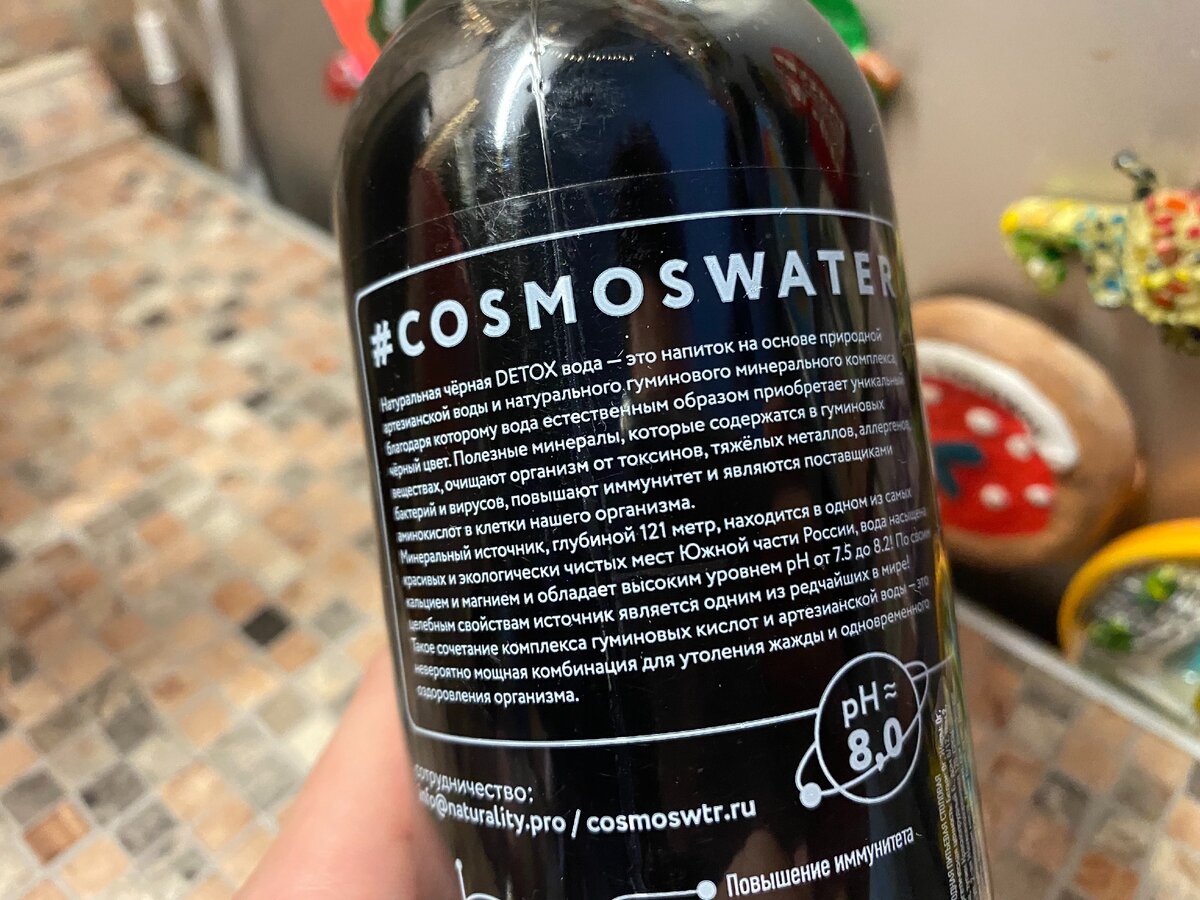 #COSMOSWATER
Натуральная чёрная DETOX вода — это напиток на основе природной
артезианской воды и натурального гуминового минерального комплекса,
благодаря которому вода естественным образом приобретает уникальный
чёрный цвет. Полезные минералы, которые содержатся в гуминовых
веществах, очищают организм от токсинов, тяжёлых металлов, аллергенов,
бактерий и вирусов, повышают иммунитет и являются поставщиками
аминокислот в клетки нашего организма.
Минеральный источник, глубиной 121 метр, находится в одном из самых
красивых и экологически чистых мест Южной части России, вода насыщена
кальцием и магнием и обладает высоким уровнем pH от 7.5 до 8.2! По своим
целебным свойствам источник является одним из редчайших в мире!
Такое сочетание комплекса гуминовых кислот и артезианской воды — это
невероятно мощная комбинация для утоления жажды и одновременного
оздоровления организма.
pH ≈
8,0
сотрудничество:
info@naturality.pro / cosmoswtr.ru
Повышение иммунитета